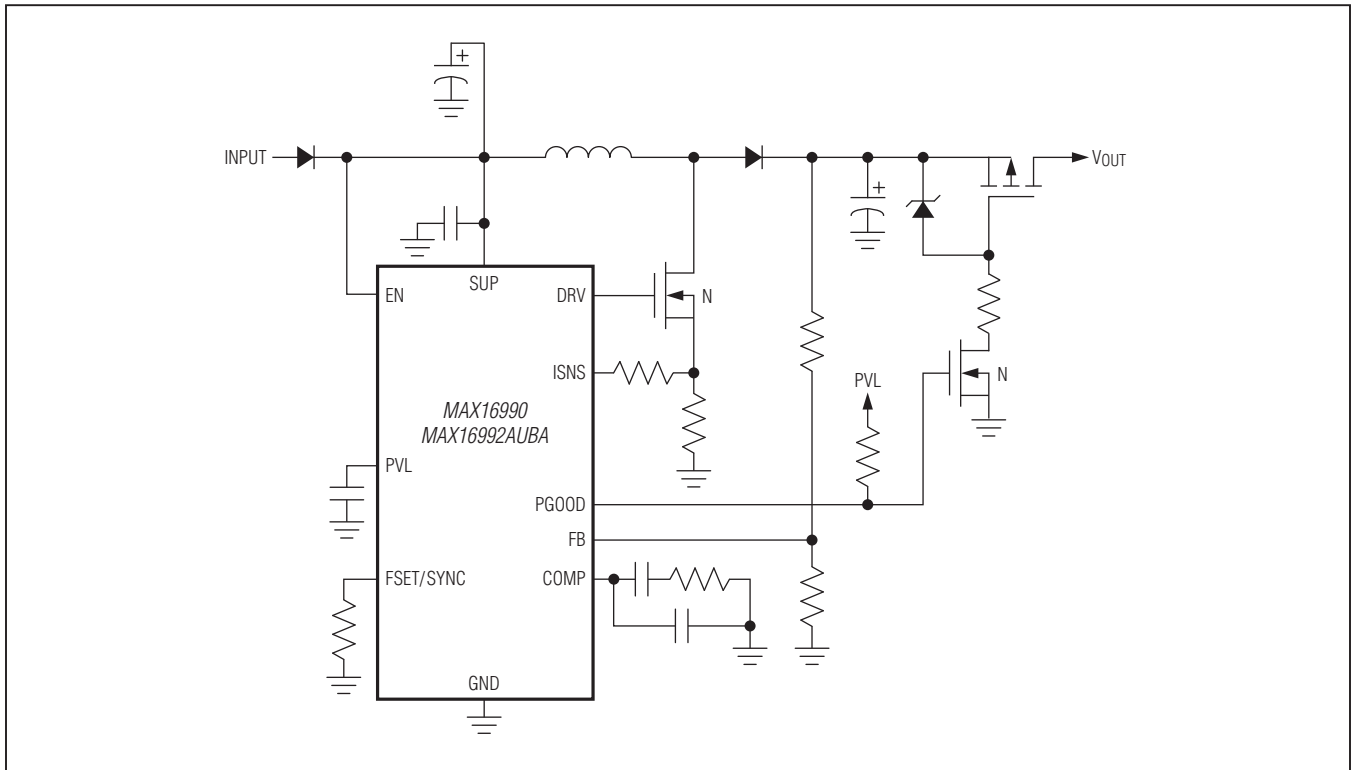 INPUT
VOUT
SUP
EN
DRV
N
ISNS
PVL
N
MAX16990
MAX16992AUBA
PVL
PGOOD
FB
FSET/SYNC
COMP
GND